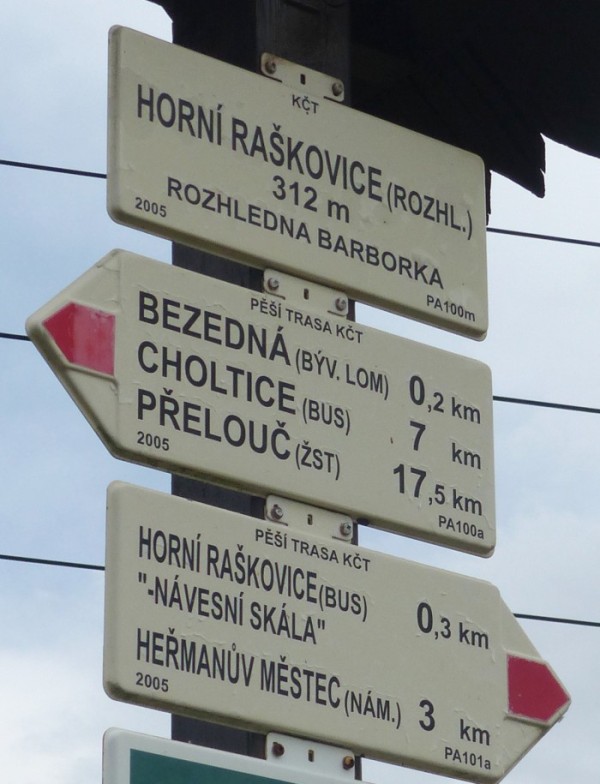 KČT
HORNÍ RAŠKOVICE (ROZHL.)
312 m
ROZHLEDNA BARBORKA
2005
PA100m
PĚŠÍ TRASA KČT
BEZEDNÁ (BÝV. LOM) 0,2 km
CHOLTICE (BUS) 7 km
PŘELOUČ (ŽST) 17,5 km
2005
PA100a
PĚŠÍ TRASA KČT
HORNÍ RAŠKOVICE (BUS)
"-NÁVESNÍ SKÁLA" 0,3 km
HEŘMANŮV MĚSTEC (NÁM.) 3 km
2005
PA101a